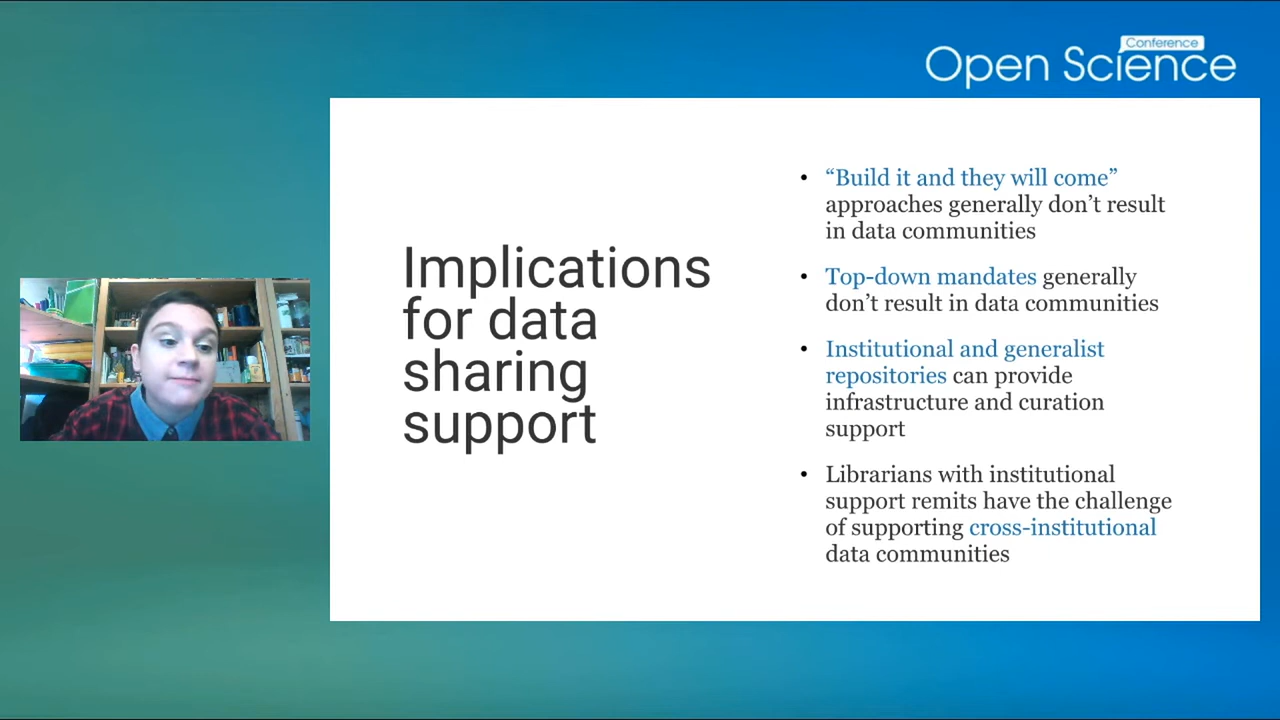 Conference
Open Science
Implications
for data
sharing
support
• “Build it and they will come”
approaches generally don’t result
in data communities
• Top-down mandates generally
don’t result in data communities
• Institutional and generalist
repositories can provide
infrastructure and curation
support
• Librarians with institutional
support remits have the challenge
of supporting cross-institutional
data communities